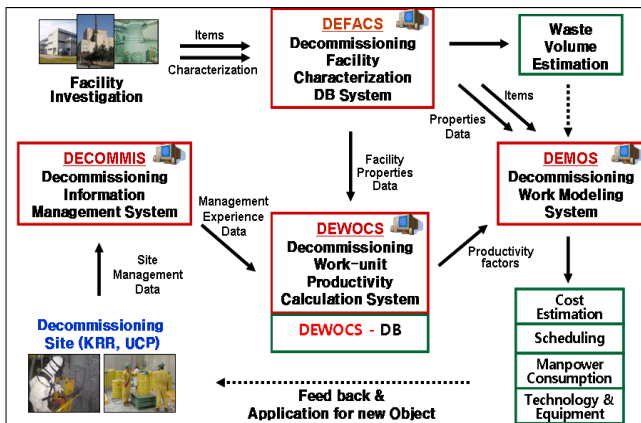 Facility
Investigation
Items
Characterization
DEFACS
Decommissioning
Facility
Characterization
DB System
Waste
Volume
Estimation
Items
Properties
Data
Facility
Properties
Data
DECOMMIS
Decommissioning
Information
Management System
Management
Experience
Data
DEWOCS
Decommissioning
Work-unit
Productivity
Calculation System
DEWOCS - DB
DEMOS
Decommissioning
Work Modeling
System
Productivity
factors
Site
Management
Data
Decommissioning
Site (KRR, UCP)
Cost
Estimation
Scheduling
Manpower
Consumption
Technology &
Equipment
Feed back &
Application for new Object